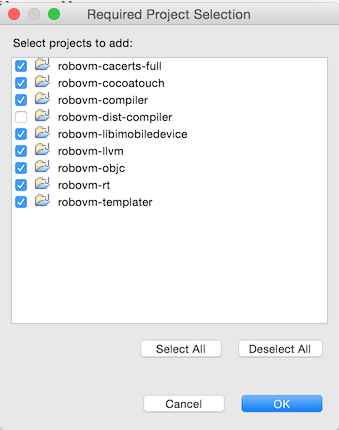 Required Project Selection
Select projects to add:
robovm-cacerts-full
robovm-cocoatouch
robovm-compiler
robovm-dist-compiler
robovm-libimobiledevice
robovm-llvm
robovm-objc
robovm-rt
robovm-templater
Select All
Deselect All
Cancel
OK